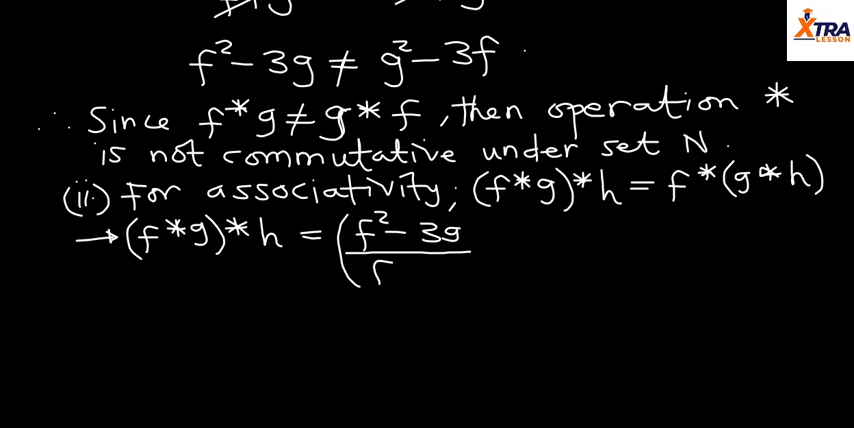 XTRA
LESSON
f² - 3g ≠ g² - 3f
∴ Since f * g ≠ g * f, then operation *
is not commutative under set N.
(ii) For associativity; (f * g) * h = f * (g * h)
→ (f * g) * h = (f² - 3g